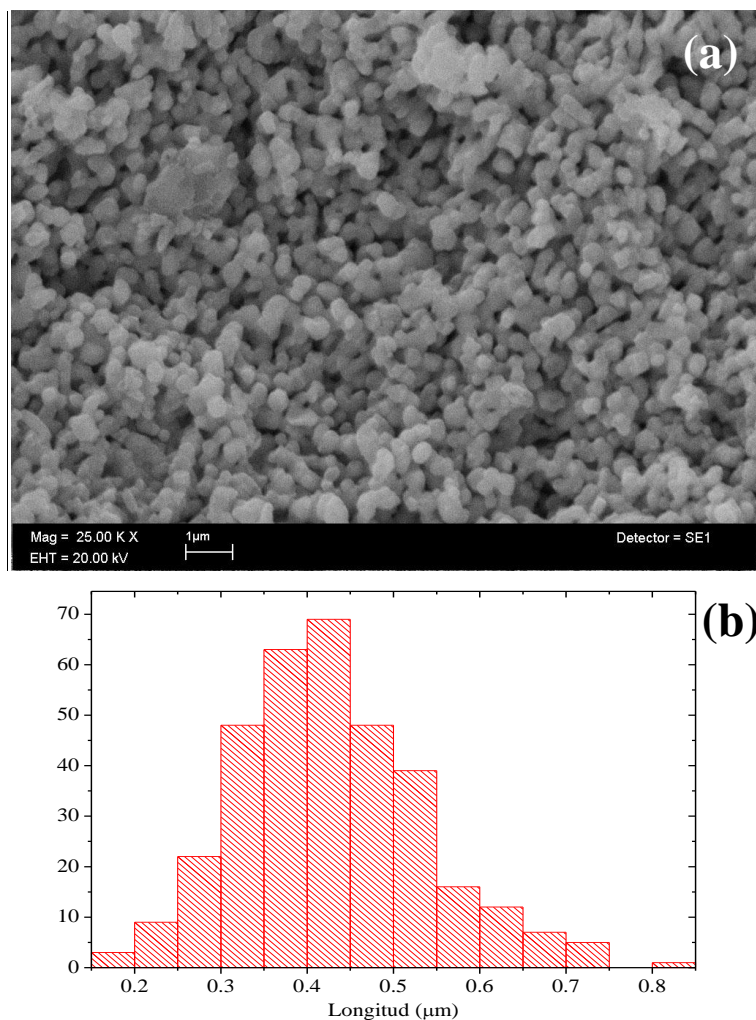 (a)
Mag = 25.00 K X
1µm
Detector = SE1
EHT = 20.00 kV
(b)
70
60
50
40
30
20
10
0
0.2 0.3 0.4 0.5 0.6 0.7 0.8
Longitud (µm)